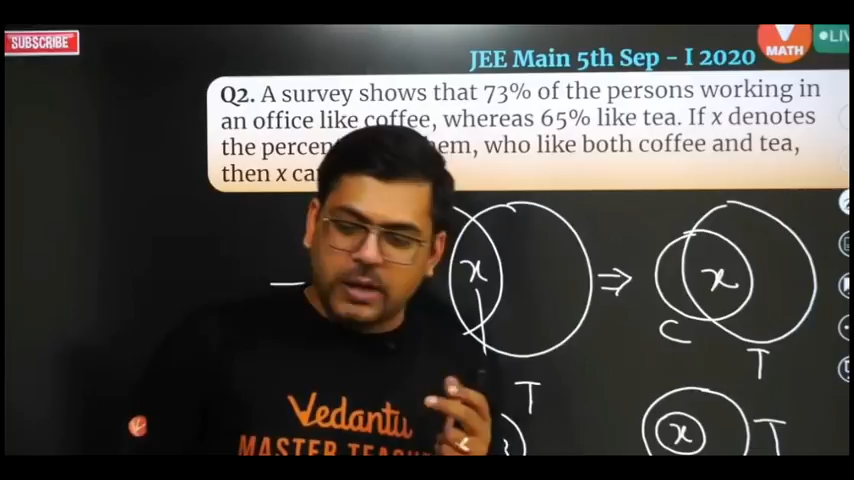 SUBSCRIBE
JEE Main 5th Sep - I 2020
LIV
MATH
Q2. A survey shows that 73% of the persons working in
an office like coffee, whereas 65% like tea. If x denotes
the percen em, who like both coffee and tea,
then x ca
x
⇒
x
C
T
T
x
T
Vedantu
MASTER TEACHE